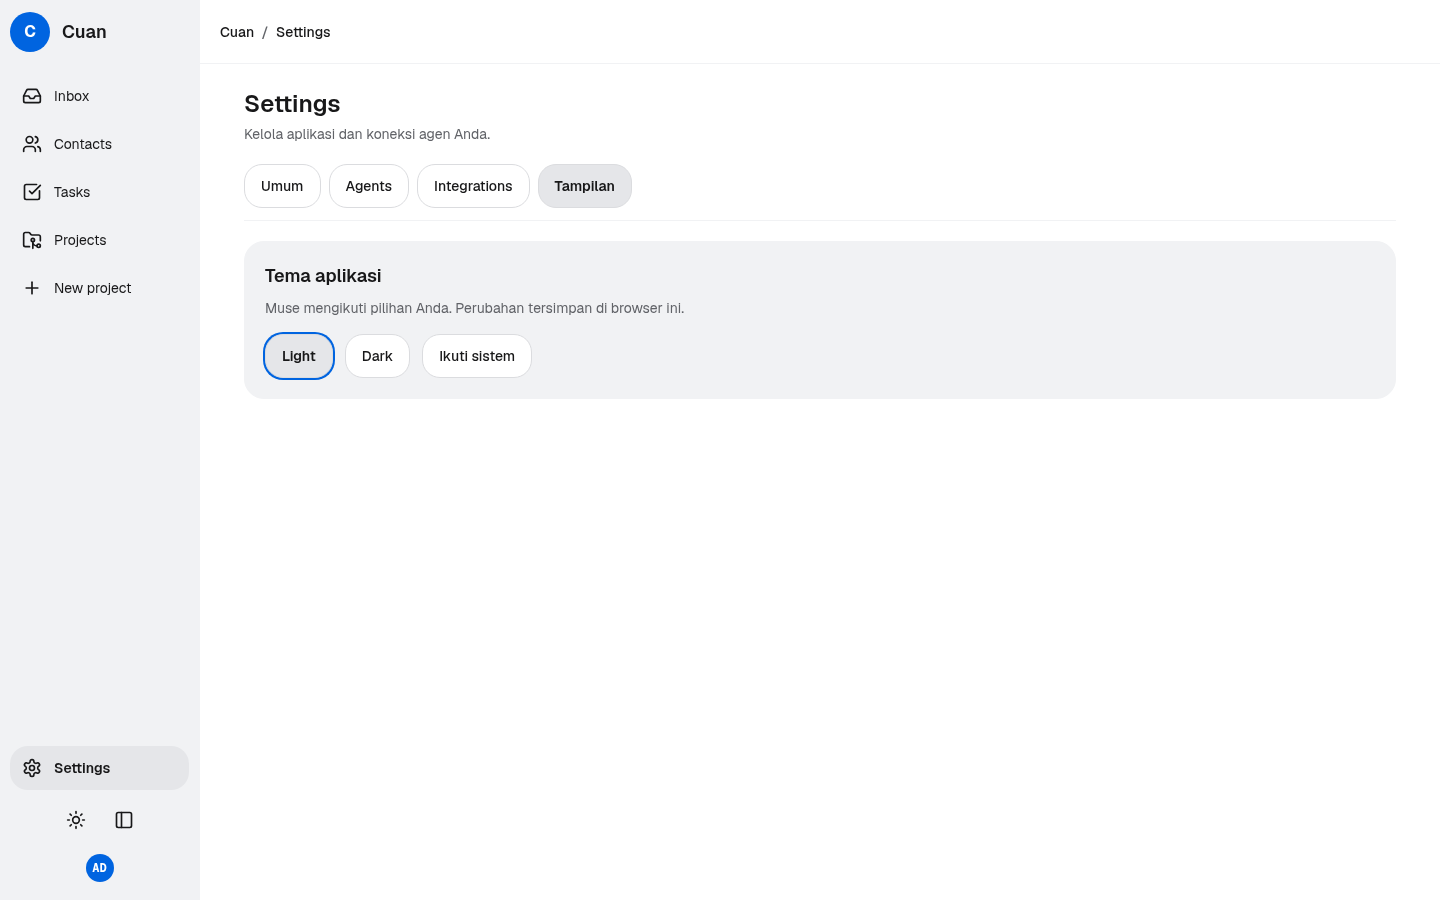 C Cuan
Inbox
Contacts
Tasks
Projects
New project
Settings
AD
Cuan / Settings
Settings
Kelola aplikasi dan koneksi agen Anda.
Umum Agents Integrations Tampilan
Tema aplikasi
Muse mengikuti pilihan Anda. Perubahan tersimpan di browser ini.
Light Dark Ikuti sistem